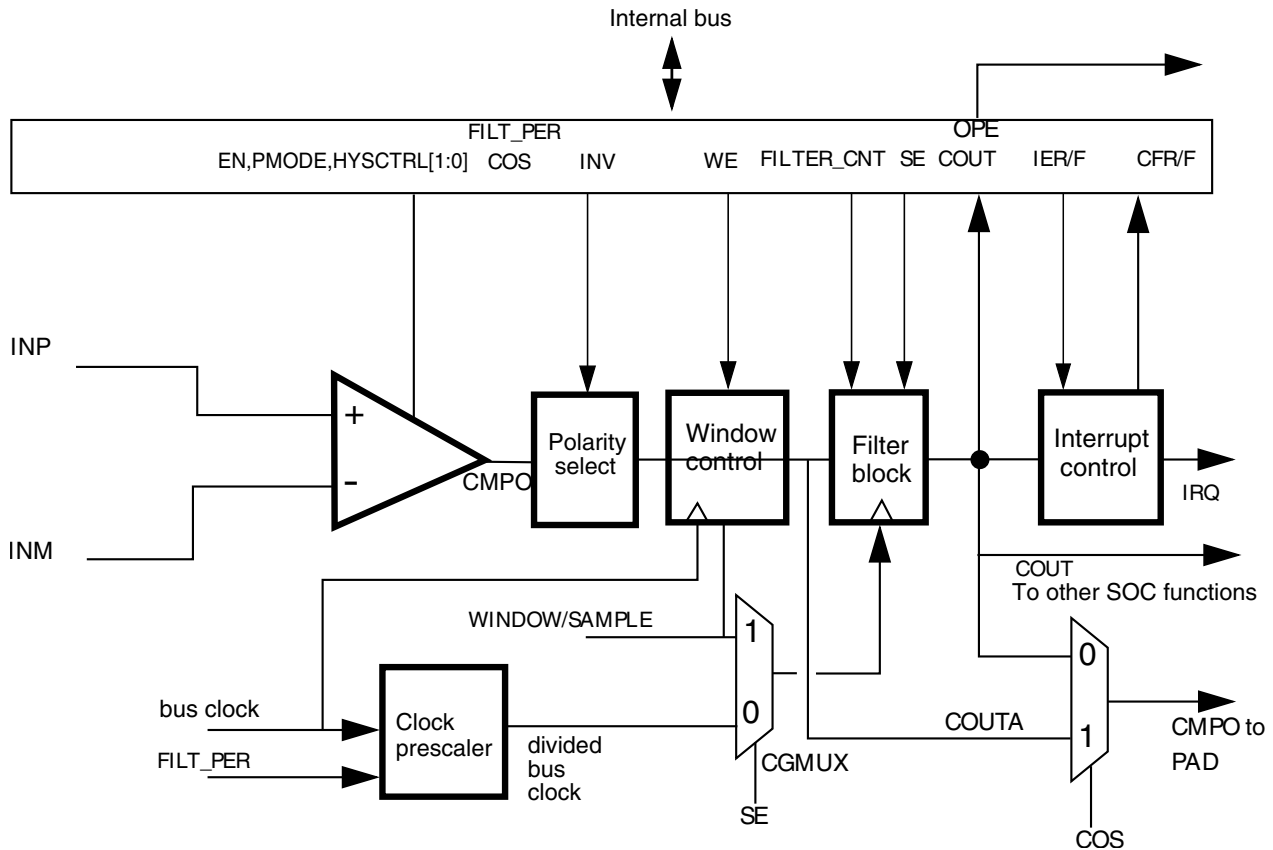 Internal bus
FILT_PER
OPE
EN,PMODE,HYSCTRL[1:0] COS INV WE FILTER_CNT SE COUT IER/F CFR/F
INP
+
-
INM
CMPO
Polarity
select
Window
control
Filter
block
Interrupt
control
IRQ
COUT
To other SOC functions
WINDOW/SAMPLE
1
0
CGMUX
SE
bus clock
FILT_PER
Clock
prescaler
divided
bus
clock
COUTA
0
1
CMPO to
PAD
COS